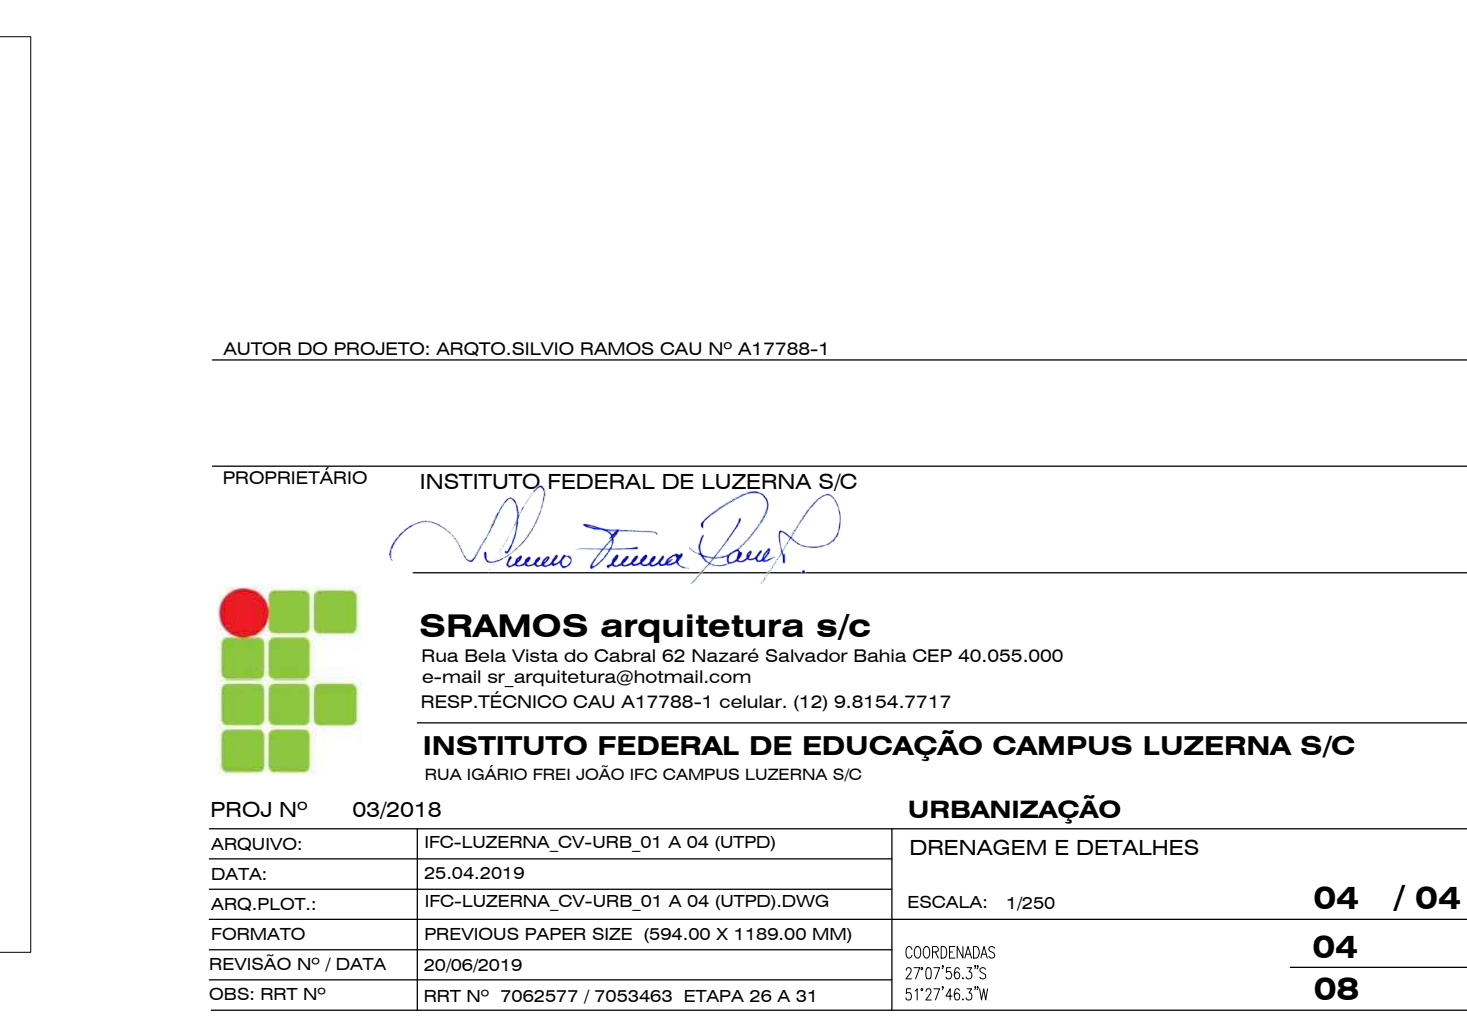 AUTOR DO PROJETO: ARQTO.SILVIO RAMOS CAU Nº A17788-1
PROPRIETÁRIO INSTITUTO FEDERAL DE LUZERNA S/C
SRAMOS arquitetura s/c
Rua Bela Vista do Cabral 62 Nazaré Salvador Bahia CEP 40.055.000
e-mail sr_arquitetura@hotmail.com
RESP.TÉCNICO CAU A17788-1 celular. (12) 9.8154.7717
INSTITUTO FEDERAL DE EDUCAÇÃO CAMPUS LUZERNA S/C
RUA IGÁRIO FREI JOÃO IFC CAMPUS LUZERNA S/C
PROJ Nº 03/2018 URBANIZAÇÃO
ARQUIVO: IFC-LUZERNA_CV-URB_01 A 04 (UTPD)
DRENAGEM E DETALHES
DATA: 25.04.2019
ARQ.PLOT.: IFC-LUZERNA_CV-URB_01 A 04 (UTPD).DWG
ESCALA: 1/250 04 / 04
FORMATO PREVIOUS PAPER SIZE (594.00 X 1189.00 MM)
REVISÃO Nº / DATA 20/06/2019
OBS: RRT Nº RRT Nº 7062577 / 7053463 ETAPA 26 A 31
COORDENADAS
27°07'56.3"S
51°27'46.3"W
04
08